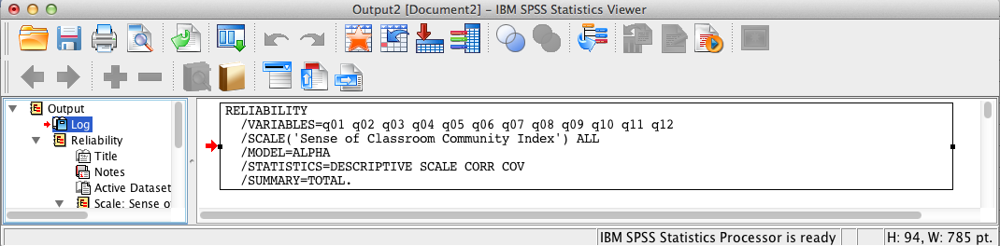 Output2 [Document2] – IBM SPSS Statistics Viewer
Output
Log
Reliability
Title
Notes
Active Dataset
Scale: Sense of
RELIABILITY
/VARIABLES=q01 q02 q03 q04 q05 q06 q07 q08 q09 q10 q11 q12
/SCALE('Sense of Classroom Community Index') ALL
/MODEL=ALPHA
/STATISTICS=DESCRIPTIVE SCALE CORR COV
/SUMMARY=TOTAL.
IBM SPSS Statistics Processor is ready
H: 94, W: 785 pt.